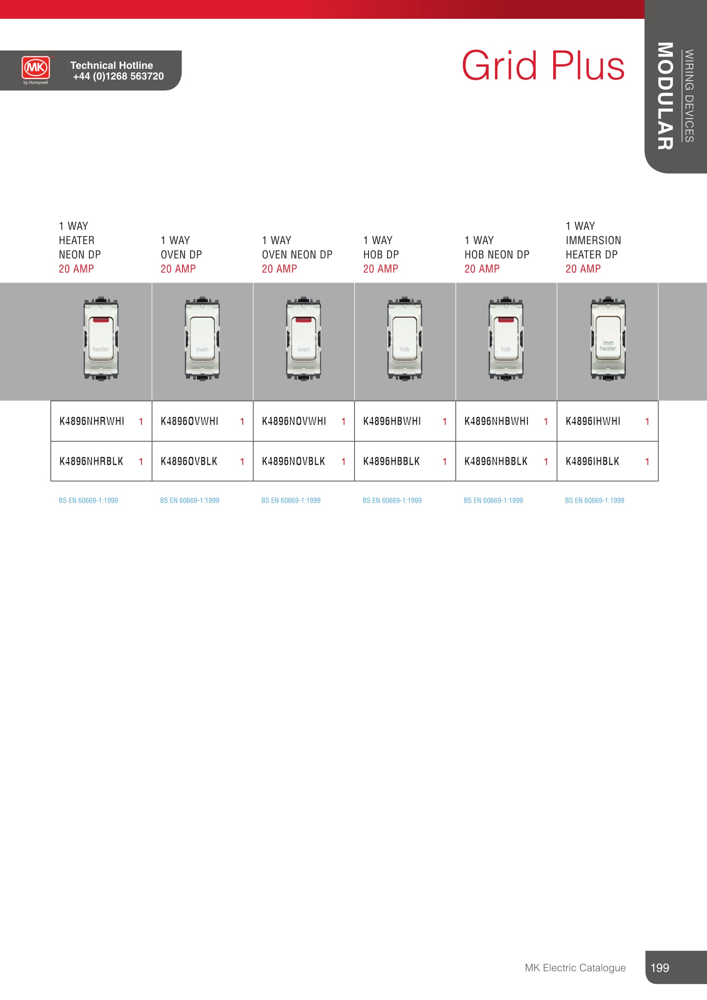 MK
by Honeywell
Technical Hotline
+44 (0)1268 563720
Grid Plus
WIRING DEVICES
MODULAR
1 WAY
HEATER
NEON DP
20 AMP
1 WAY
OVEN DP
20 AMP
1 WAY
OVEN NEON DP
20 AMP
1 WAY
HOB DP
20 AMP
1 WAY
HOB NEON DP
20 AMP
1 WAY
IMMERSION
HEATER DP
20 AMP
heater
oven
oven
hob
hob
imm
heater
K4896NHRWHI 1 K4896OVWHI 1 K4896NOVWHI 1 K4896HBWHI 1 K4896NHBWHI 1 K4896IHWHI 1
K4896NHRBLK 1 K4896OVBLK 1 K4896NOVBLK 1 K4896HBBLK 1 K4896NHBBLK 1 K4896IHBLK 1
BS EN 60669-1:1999 BS EN 60669-1:1999 BS EN 60669-1:1999 BS EN 60669-1:1999 BS EN 60669-1:1999 BS EN 60669-1:1999
MK Electric Catalogue 199